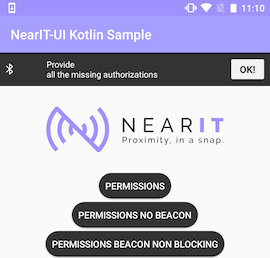 11:10
NearIT-UI Kotlin Sample
Provide
all the missing authorizations
OK!
NEARIT
Proximity, in a snap.
PERMISSIONS
PERMISSIONS NO BEACON
PERMISSIONS BEACON NON BLOCKING